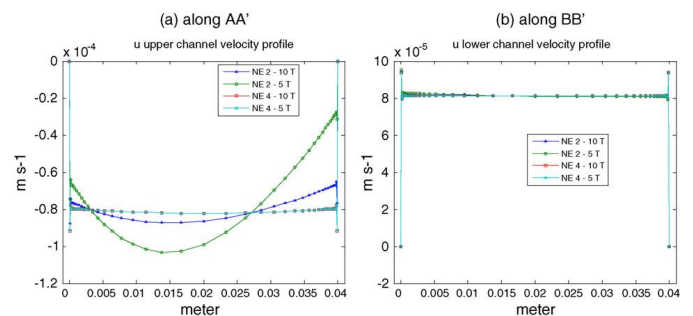 (a) along AA'
u upper channel velocity profile
x 10-4
-0
-0.2
-0.4
-0.6
-0.8
-1
-1.2
m s-1
0 0.005 0.01 0.015 0.02 0.025 0.03 0.035 0.04
meter
NE 2 - 10 T
NE 2 - 5 T
NE 4 - 10 T
NE 4 - 5 T
(b) along BB'
u lower channel velocity profile
x 10-5
10
8
6
4
2
0
-2
m s-1
0 0.005 0.01 0.015 0.02 0.025 0.03 0.035 0.04
meter
NE 2 - 10 T
NE 2 - 5 T
NE 4 - 10 T
NE 4 - 5 T